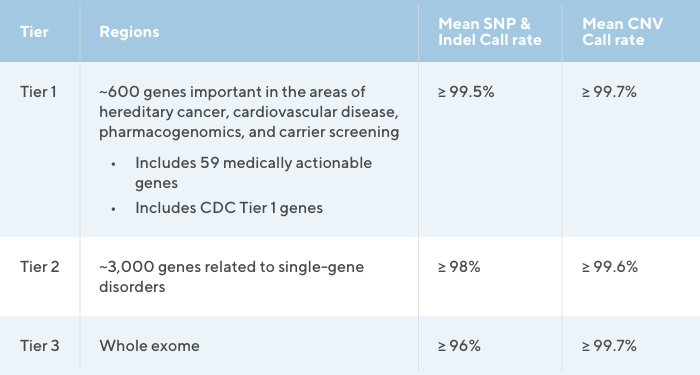 Tier
Regions
Mean SNP &
Indel Call rate
Mean CNV
Call rate
Tier 1
~600 genes important in the areas of
hereditary cancer, cardiovascular disease,
pharmacogenomics, and carrier screening
• Includes 59 medically actionable
genes
• Includes CDC Tier 1 genes
≥ 99.5%
≥ 99.7%
Tier 2
~3,000 genes related to single-gene
disorders
≥ 98%
≥ 99.6%
Tier 3
Whole exome
≥ 96%
≥ 99.7%